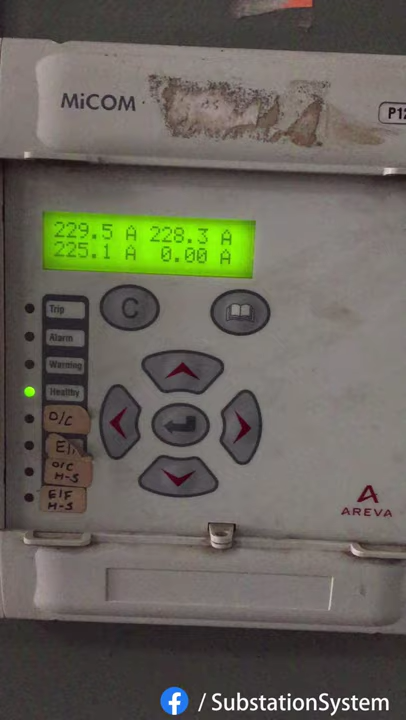 MiCOM
P12
229.5 A 228.3 A
225.1 A 0.00 A
C
Trip
Alarm
Warning
Healthy
O/C
E/
O/C
H-S
E/F
H-S
A
AREVA
/ SubstationSystem